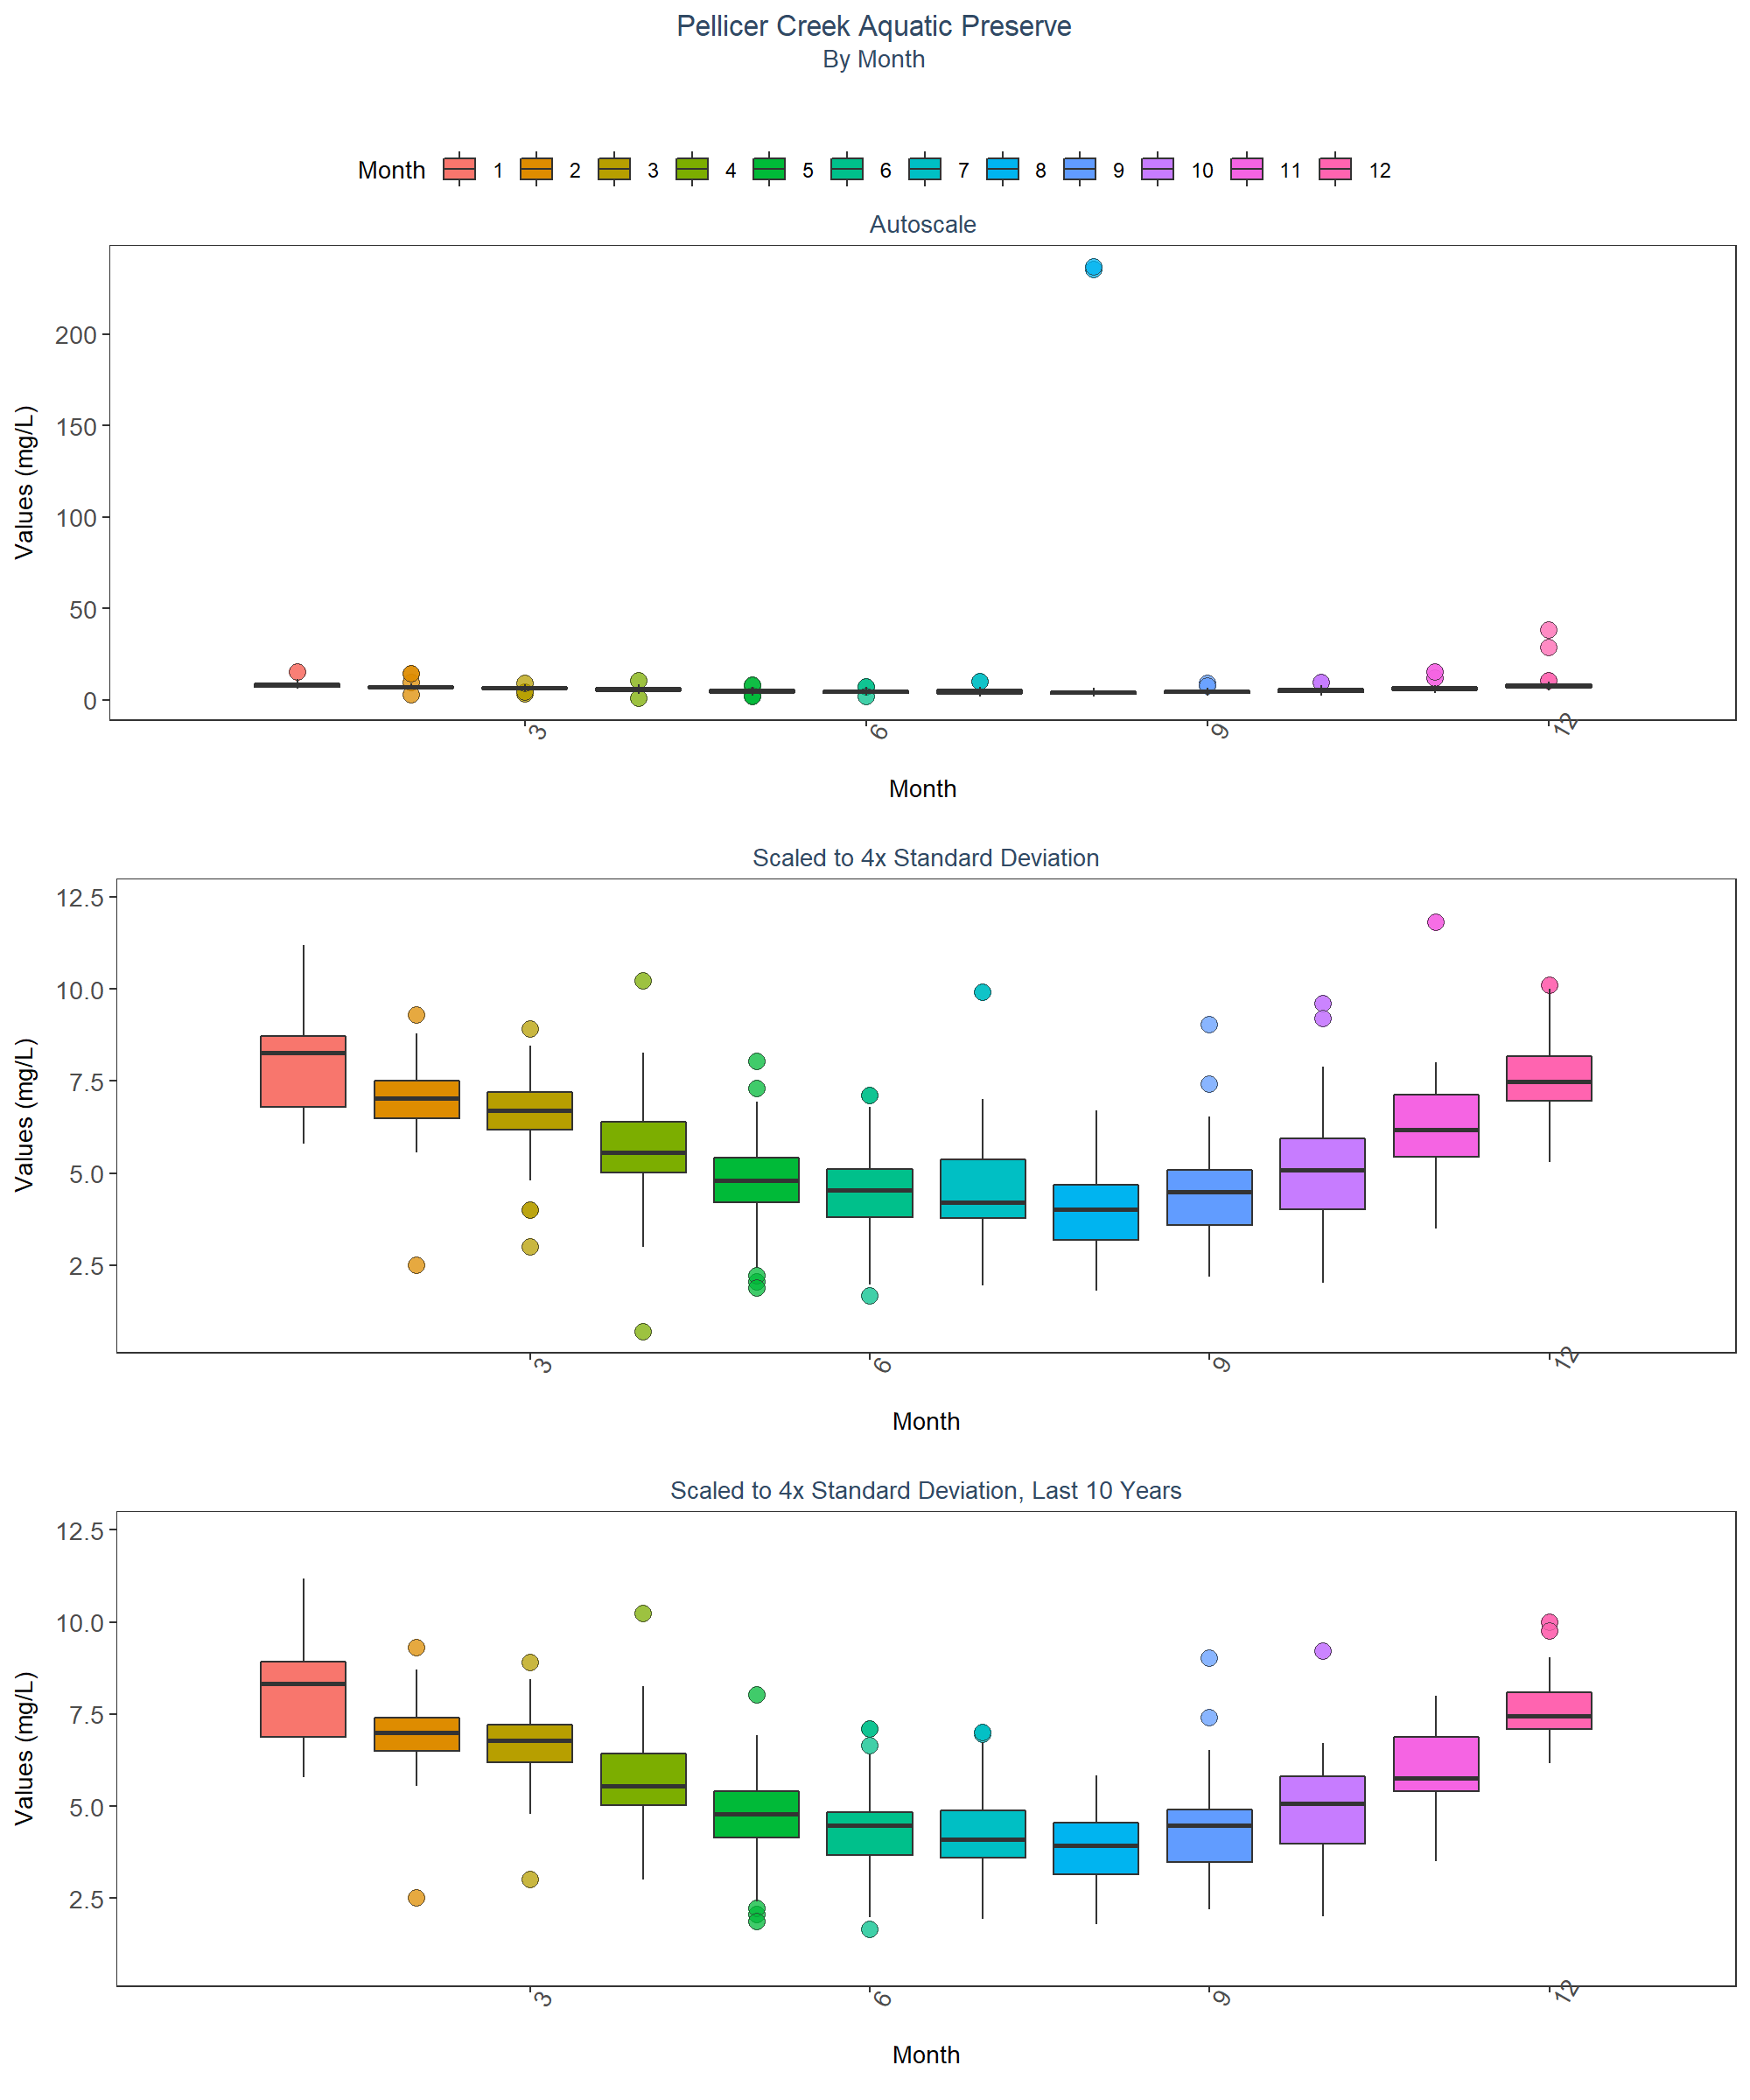 Pellicer Creek Aquatic Preserve
By Month
Month 1 2 3 4 5 6 7 8 9 10 11 12
Autoscale
Values (mg/L)
200
150
100
50
0
3 6 9 12
Month
Scaled to 4x Standard Deviation
Values (mg/L)
12.5
10.0
7.5
5.0
2.5
3 6 9 12
Month
Scaled to 4x Standard Deviation, Last 10 Years
Values (mg/L)
12.5
10.0
7.5
5.0
2.5
3 6 9 12
Month